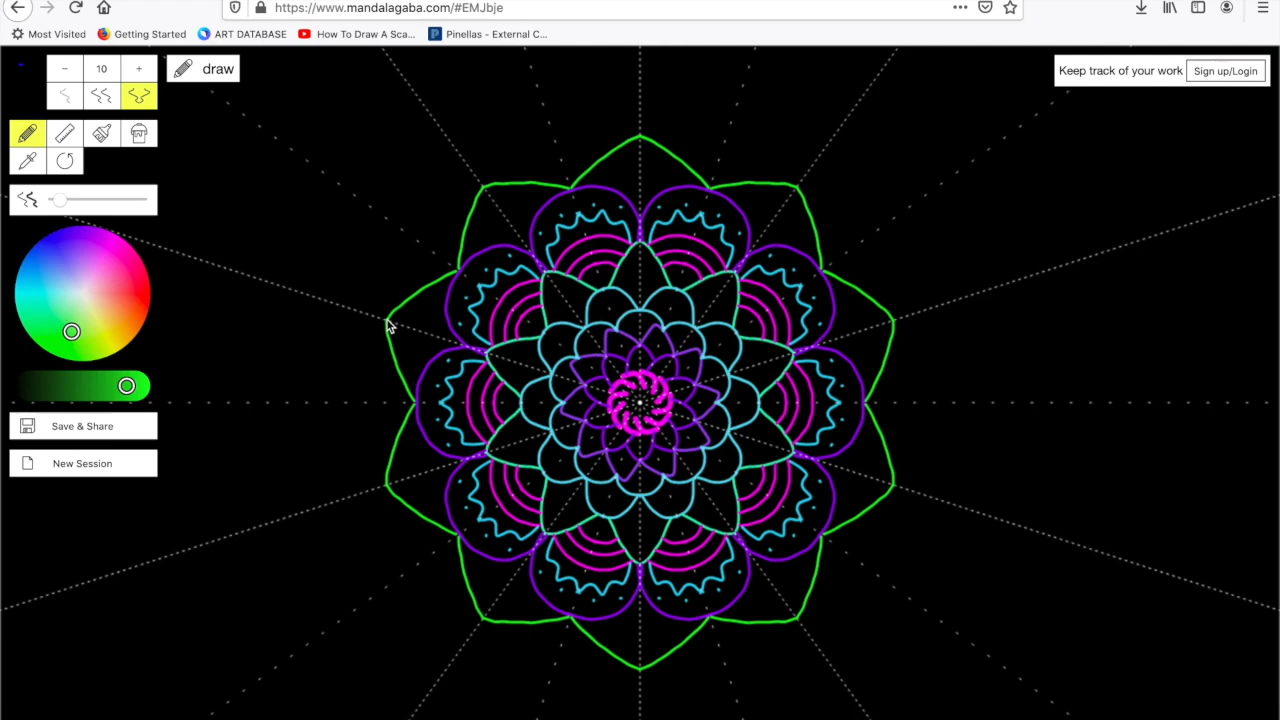 https://www.mandalagaba.com/#EMJbje
Most Visited Getting Started ART DATABASE How To Draw A Sca... Pinellas - External C...
− 10 + draw
Keep track of your work Sign up/Login
Save & Share
New Session